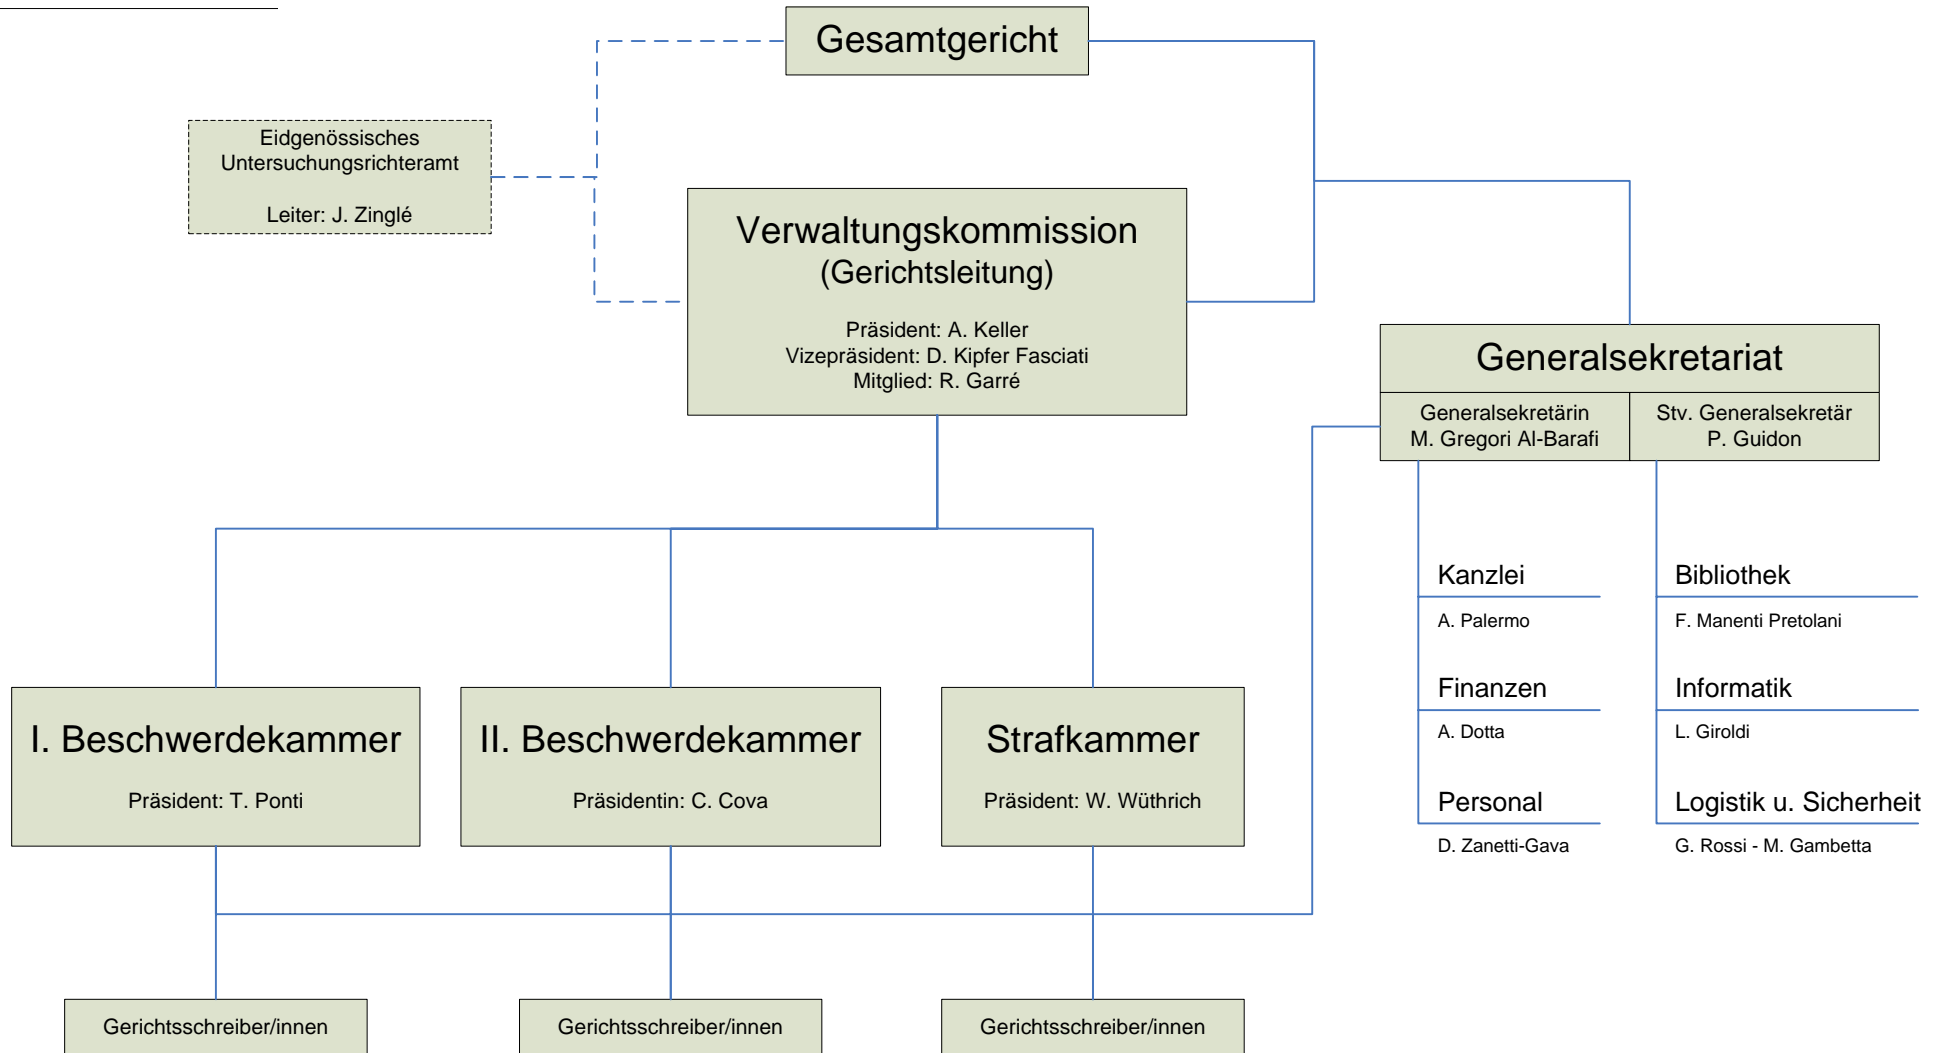 Gesamtgericht
Eidgenössisches
Untersuchungsrichteramt
Leiter: J. Zinglé
Verwaltungskommission
(Gerichtsleitung)
Präsident: A. Keller
Vizepräsident: D. Kipfer Fasciati
Mitglied: R. Garré
Generalsekretariat
Generalsekretärin
M. Gregori Al-Barafi
Stv. Generalsekretär
P. Guidon
Kanzlei
A. Palermo
Finanzen
A. Dotta
Personal
D. Zanetti-Gava
Bibliothek
F. Manenti Pretolani
Informatik
L. Giroldi
Logistik u. Sicherheit
G. Rossi - M. Gambetta
I. Beschwerdekammer
Präsident: T. Ponti
II. Beschwerdekammer
Präsidentin: C. Cova
Strafkammer
Präsident: W. Wüthrich
Gerichtsschreiber/innen
Gerichtsschreiber/innen
Gerichtsschreiber/innen